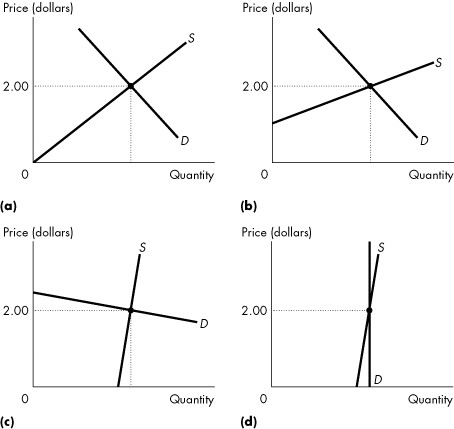 Price (dollars)
S
2.00
D
0
Quantity
(a)
Price (dollars)
S
2.00
D
0
Quantity
(b)
Price (dollars)
S
2.00
D
0
Quantity
(c)
Price (dollars)
S
2.00
D
0
Quantity
(d)